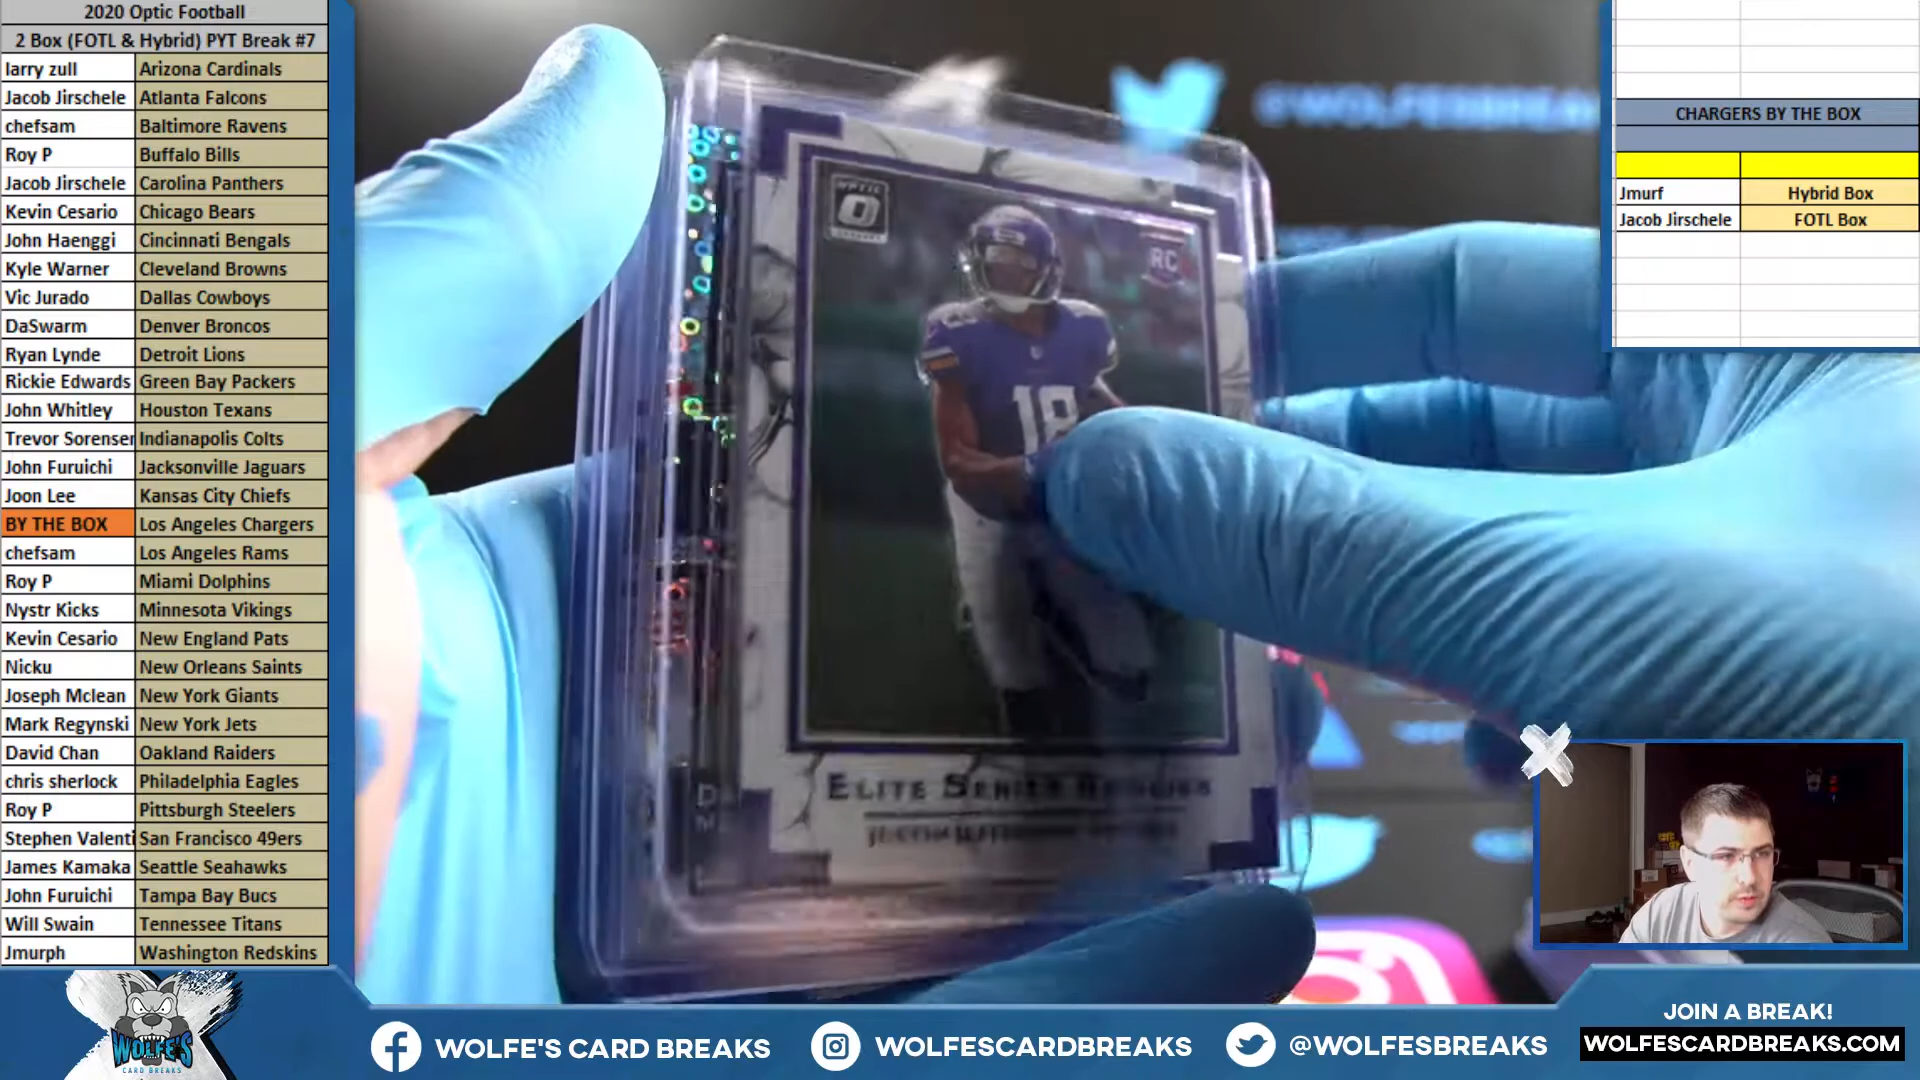 2020 Optic Football
2 Box (FOTL & Hybrid) PYT Break #7
larry zull Arizona Cardinals
Jacob Jirschele Atlanta Falcons
chefsam Baltimore Ravens
Roy P Buffalo Bills
Jacob Jirschele Carolina Panthers
Kevin Cesario Chicago Bears
John Haenggi Cincinnati Bengals
Kyle Warner Cleveland Browns
Vic Jurado Dallas Cowboys
DaSwarm Denver Broncos
Ryan Lynde Detroit Lions
Rickie Edwards Green Bay Packers
John Whitley Houston Texans
Trevor Sorenser Indianapolis Colts
John Furuichi Jacksonville Jaguars
Joon Lee Kansas City Chiefs
BY THE BOX Los Angeles Chargers
chefsam Los Angeles Rams
Roy P Miami Dolphins
Nystr Kicks Minnesota Vikings
Kevin Cesario New England Pats
Nicku New Orleans Saints
Joseph Mclean New York Giants
Mark Regynski New York Jets
David Chan Oakland Raiders
chris sherlock Philadelphia Eagles
Roy P Pittsburgh Steelers
Stephen Valenti San Francisco 49ers
James Kamaka Seattle Seahawks
John Furuichi Tampa Bay Bucs
Will Swain Tennessee Titans
Jmurph Washington Redskins
@WOLFESBREAK
OPTIC
RC
18
ELITE SERIES
CHARGERS BY THE BOX
Jmurf Hybrid Box
Jacob Jirschele FOTL Box
WOLFE'S
CARD BREAKS
WOLFE'S CARD BREAKS
WOLFESCARDBREAKS
@WOLFESBREAKS
JOIN A BREAK!
WOLFESCARDBREAKS.COM